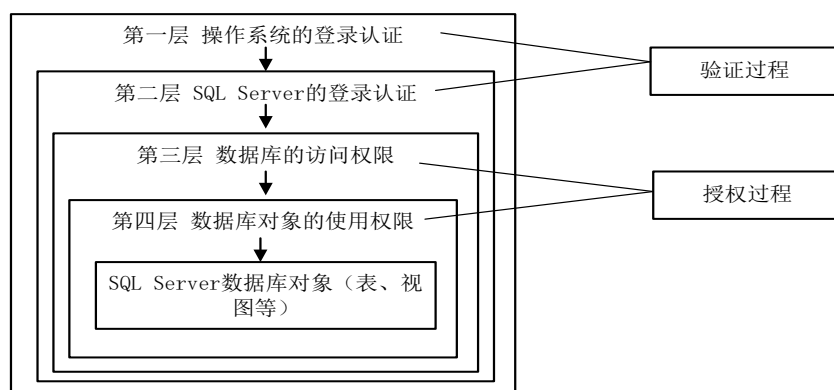 第一层 操作系统的登录认证
验证过程
第二层 SQL Server的登录认证
第三层 数据库的访问权限
授权过程
第四层 数据库对象的使用权限
SQL Server数据库对象（表、视
图等）